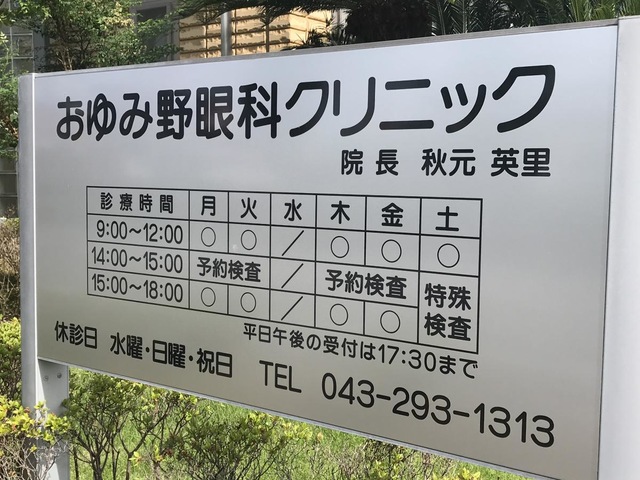 おゆみ野眼科クリニック
院長 秋元 英里
診療時間 月 火 水 木 金 土
9:00～12:00 ○ ○ ／ ○ ○ ○
14:00～15:00 予約検査 ／ 予約検査 特殊検査
15:00～18:00 ○ ○ ／ ○ ○
平日午後の受付は17:30まで
休診日 水曜・日曜・祝日 TEL 043-293-1313